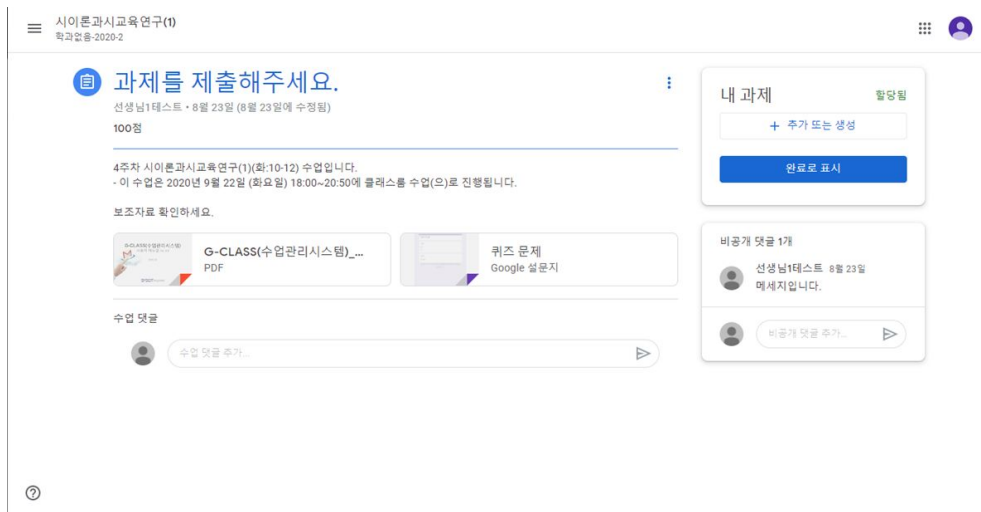 시이론과시교육연구(1)
학과없음-2020-2
과제를 제출해주세요.
선생님1테스트 • 8월 23일 (8월 23일에 수정됨)
100점
4주차 시이론과시교육연구(1)(화:10-12) 수업입니다.
- 이 수업은 2020년 9월 22일 (화요일) 18:00~20:50에 클래스룸 수업(으)로 진행됩니다.
보조자료 확인하세요.
G-CLASS(수업관리시스템)_...
PDF
퀴즈 문제
Google 설문지
수업 댓글
수업 댓글 추가...
내 과제
할당됨
+ 추가 또는 생성
완료로 표시
비공개 댓글 1개
선생님1테스트 8월 23일
메세지입니다.
비공개 댓글 추가...